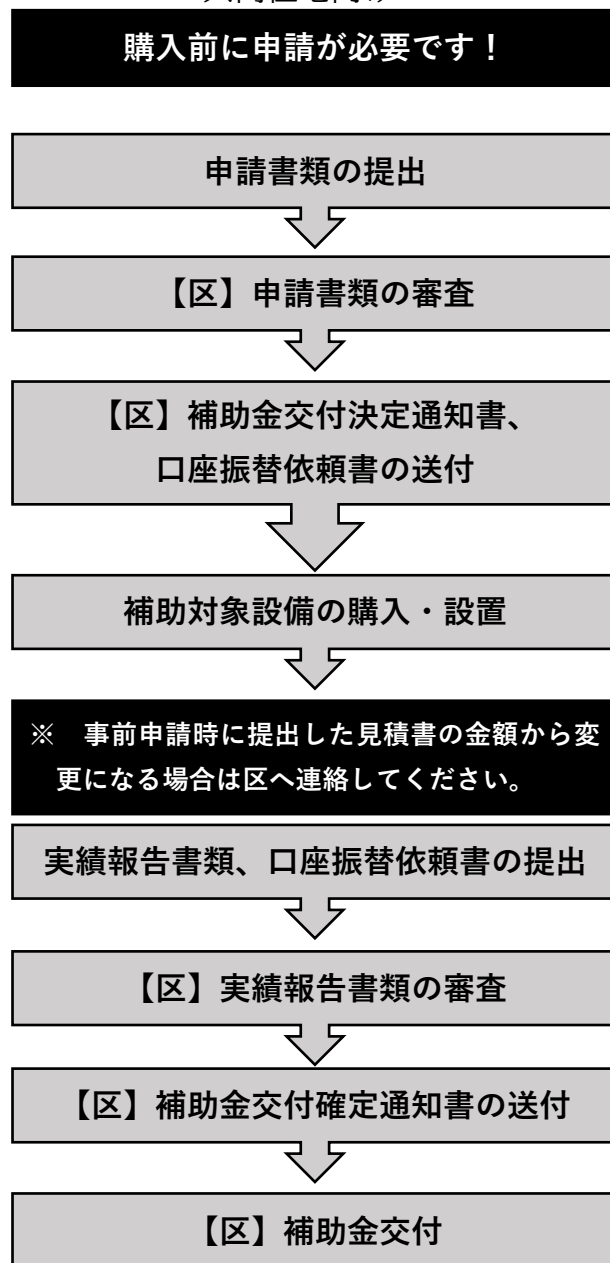 購入前に申請が必要です！
申請書類の提出
【区】申請書類の審査
【区】補助金交付決定通知書、
口座振替依頼書の送付
補助対象設備の購入・設置
※　事前申請時に提出した見積書の金額から変
更になる場合は区へ連絡してください。
実績報告書類、口座振替依頼書の提出
【区】実績報告書類の審査
【区】補助金交付確定通知書の送付
【区】補助金交付